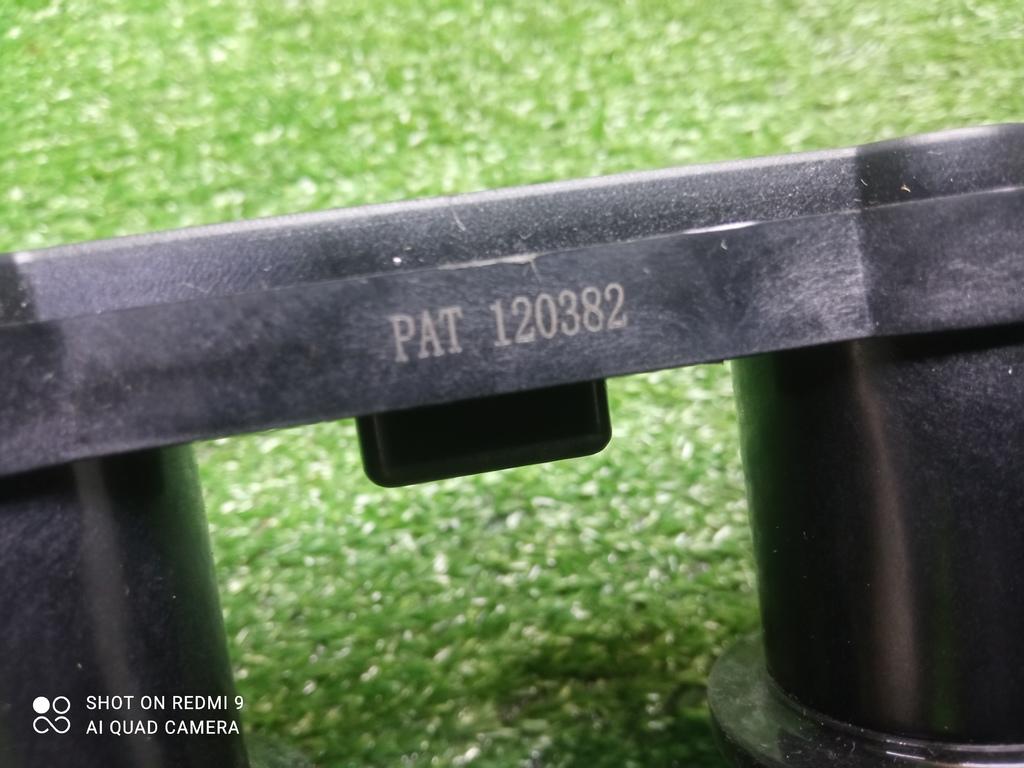 PAT 120382
SHOT ON REDMI 9
AI QUAD CAMERA